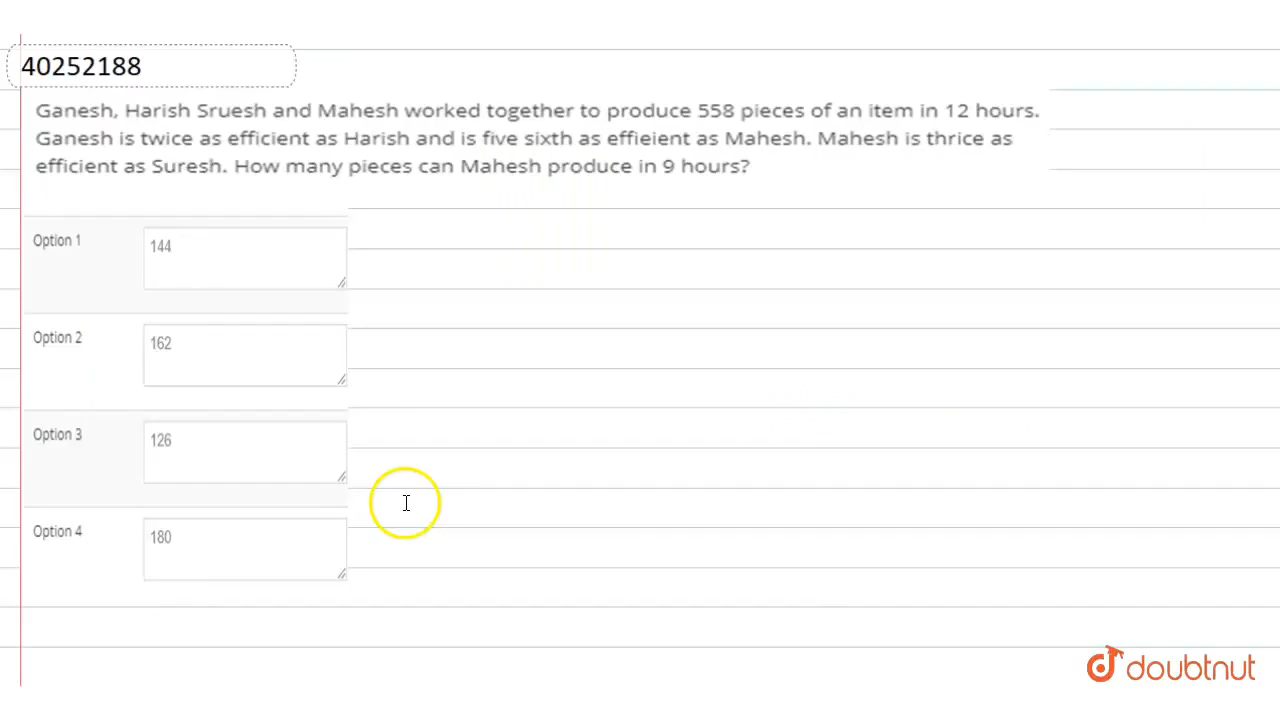 40252188
Ganesh, Harish Sruesh and Mahesh worked together to produce 558 pieces of an item in 12 hours.
Ganesh is twice as efficient as Harish and is five sixth as effieient as Mahesh. Mahesh is thrice as
efficient as Suresh. How many pieces can Mahesh produce in 9 hours?
Option 1
144
Option 2
162
Option 3
126
Option 4
180
doubtnut